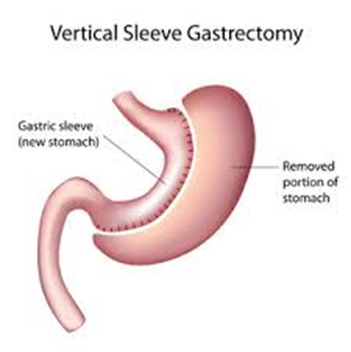 Vertical Sleeve Gastrectomy
Gastric sleeve
(new stomach)
Removed
portion of
stomach